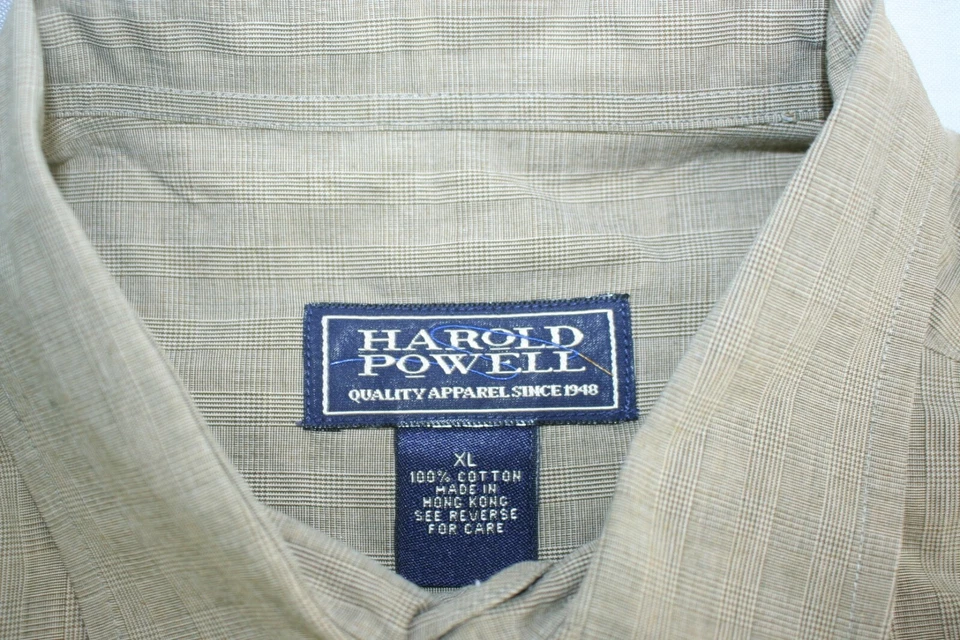 HAROLD
POWELL
QUALITY APPAREL SINCE 1948
XL
100% COTTON
MADE IN
HONG KONG
SEE REVERSE
FOR CARE